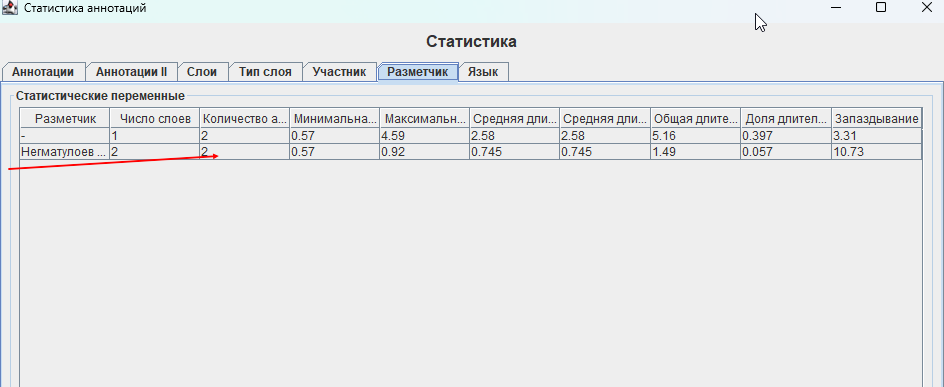 Статистика аннотаций
Статистика
Аннотации Аннотации II Слои Тип слоя Участник Разметчик Язык
Статистические переменные
Разметчик Число слоев Количество а... Минимальна... Максимальн... Средняя дли... Средняя дли... Общая длите... Доля длител... Запаздывание
- 1 2 0.57 4.59 2.58 2.58 5.16 0.397 3.31
Негматулоев ... 2 2 0.57 0.92 0.745 0.745 1.49 0.057 10.73